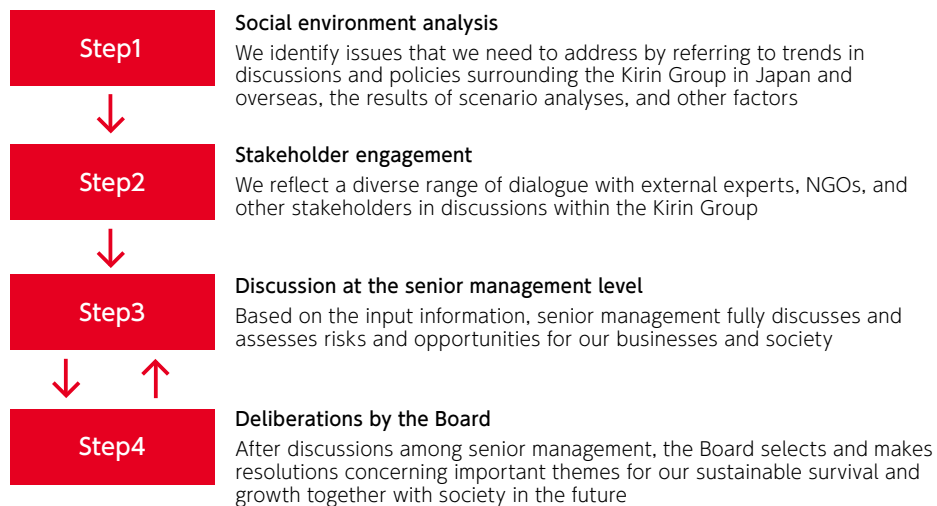 Step1
Social environment analysis
We identify issues that we need to address by referring to trends in
discussions and policies surrounding the Kirin Group in Japan and
overseas, the results of scenario analyses, and other factors
Step2
Stakeholder engagement
We reflect a diverse range of dialogue with external experts, NGOs, and
other stakeholders in discussions within the Kirin Group
Step3
Discussion at the senior management level
Based on the input information, senior management fully discusses and
assesses risks and opportunities for our businesses and society
Step4
Deliberations by the Board
After discussions among senior management, the Board selects and makes
resolutions concerning important themes for our sustainable survival and
growth together with society in the future